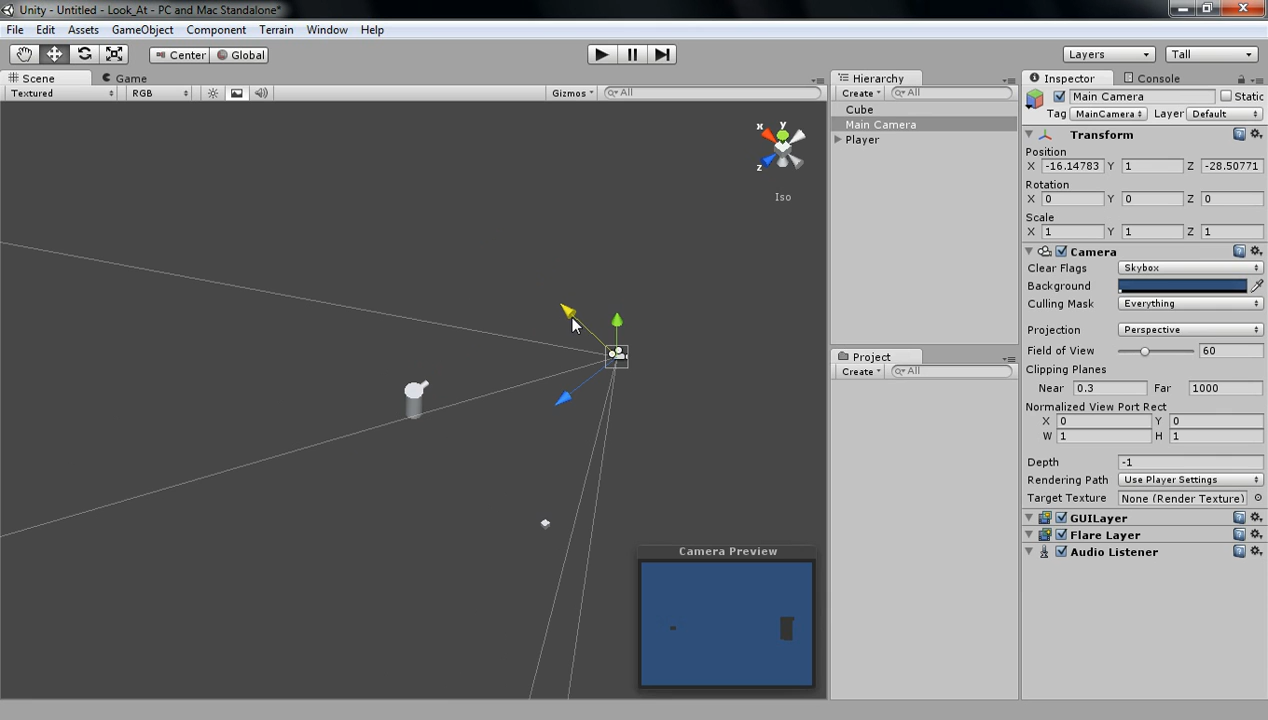 Unity - Untitled - Look_At - PC and Mac Standalone*
File Edit Assets GameObject Component Terrain Window Help
Center Global Layers Tall
Scene Game
Textured RGB Gizmos All
x y z
Iso
Camera Preview
Hierarchy
Create All
Cube
Main Camera
Player
Project
Create All
Inspector Console
Main Camera Static
Tag MainCamera Layer Default
Transform
Position
X -16.14783 Y 1 Z -28.50771
Rotation
X 0 Y 0 Z 0
Scale
X 1 Y 1 Z 1
Camera
Clear Flags Skybox
Background
Culling Mask Everything
Projection Perspective
Field of View 60
Clipping Planes
Near 0.3 Far 1000
Normalized View Port Rect
X 0 Y 0
W 1 H 1
Depth -1
Rendering Path Use Player Settings
Target Texture None (Render Texture)
GUILayer
Flare Layer
Audio Listener